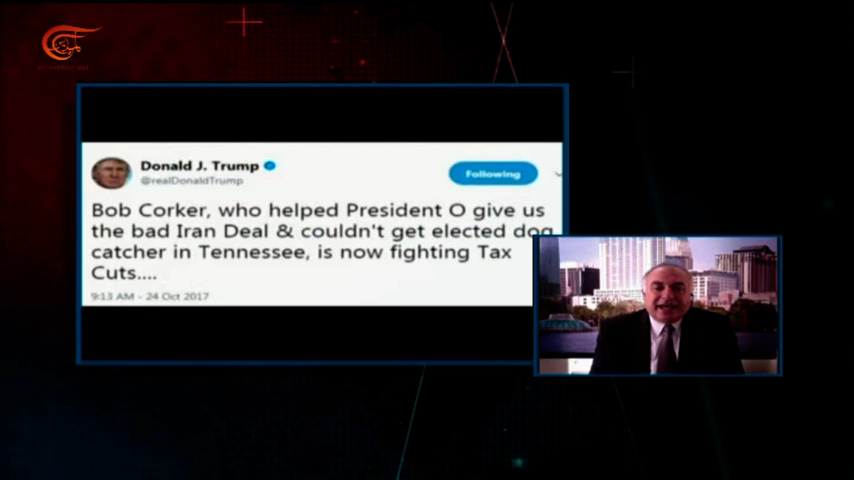 Donald J. Trump
@realDonaldTrump
Following
Bob Corker, who helped President O give us
the bad Iran Deal & couldn't get elected dog
catcher in Tennessee, is now fighting Tax
Cuts....
9:13 AM - 24 Oct 2017